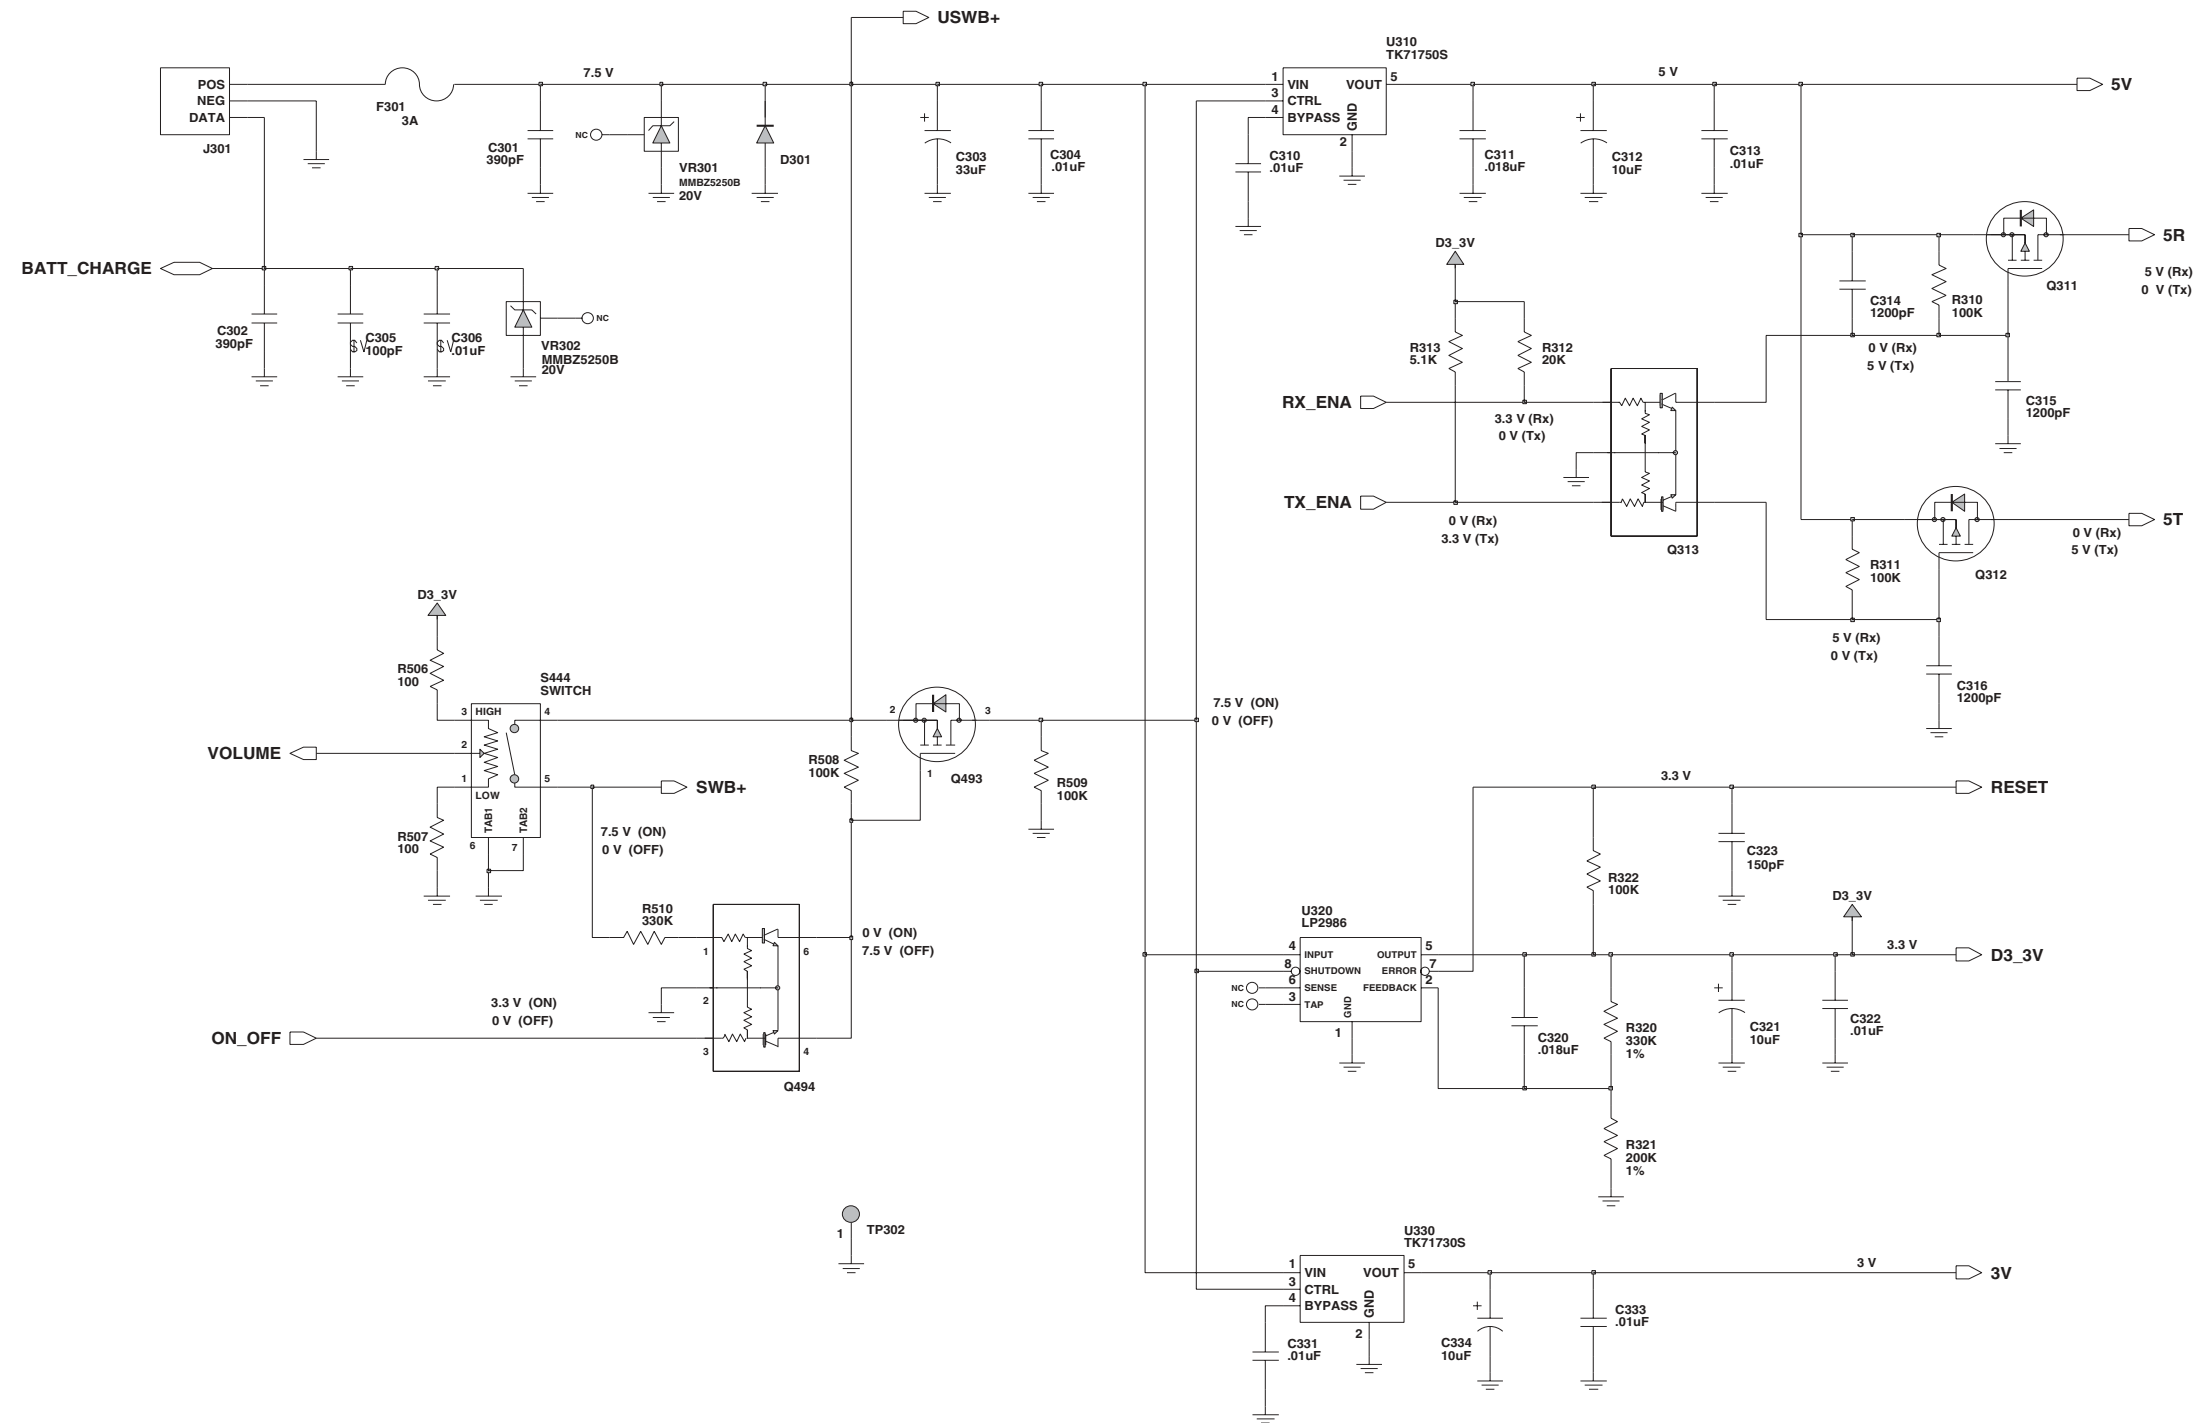 USWB+
J301
POS
NEG
DATA
F301
3A
7.5 V
C301
390pF
NC
VR301
MMBZ5250B
20V
D301
+
C303
33uF
C304
.01uF
U310
TK71750S
1
3
4
VIN
CTRL
BYPASS
VOUT
GND
5
2
C310
.01uF
5 V
C311
.018uF
+
C312
10uF
C313
.01uF
5V
BATT_CHARGE
C302
390pF
C305
100pF
$V
C306
.01uF
$V
NC
VR302
MMBZ5250B
20V
D3_3V
R313
5.1K
R312
20K
RX_ENA
3.3 V (Rx)
0 V (Tx)
TX_ENA
0 V (Rx)
3.3 V (Tx)
Q313
C314
1200pF
R310
100K
Q311
5R
5 V (Rx)
0 V (Tx)
0 V (Rx)
5 V (Tx)
C315
1200pF
R311
100K
Q312
5T
0 V (Rx)
5 V (Tx)
5 V (Rx)
0 V (Tx)
C316
1200pF
D3_3V
R506
100
S444
SWITCH
3
HIGH
4
VOLUME
2
1
LOW
5
TAB1
TAB2
6
7
R507
100
SWB+
7.5 V (ON)
0 V (OFF)
R508
100K
2
3
1
Q493
R509
100K
7.5 V (ON)
0 V (OFF)
R510
330K
1
6
2
3
4
Q494
0 V (ON)
7.5 V (OFF)
3.3 V (ON)
0 V (OFF)
ON_OFF
3.3 V
RESET
R322
100K
C323
150pF
U320
LP2986
4
8
6
3
INPUT
SHUTDOWN
SENSE
TAP
OUTPUT
ERROR
FEEDBACK
GND
5
7
2
1
NC
NC
D3_3V
3.3 V
D3_3V
C320
.018uF
R320
330K
1%
+
C321
10uF
C322
.01uF
R321
200K
1%
1
TP302
U330
TK71730S
1
3
4
VIN
CTRL
BYPASS
VOUT
GND
5
2
C331
.01uF
+
C334
10uF
C333
.01uF
3 V
3V